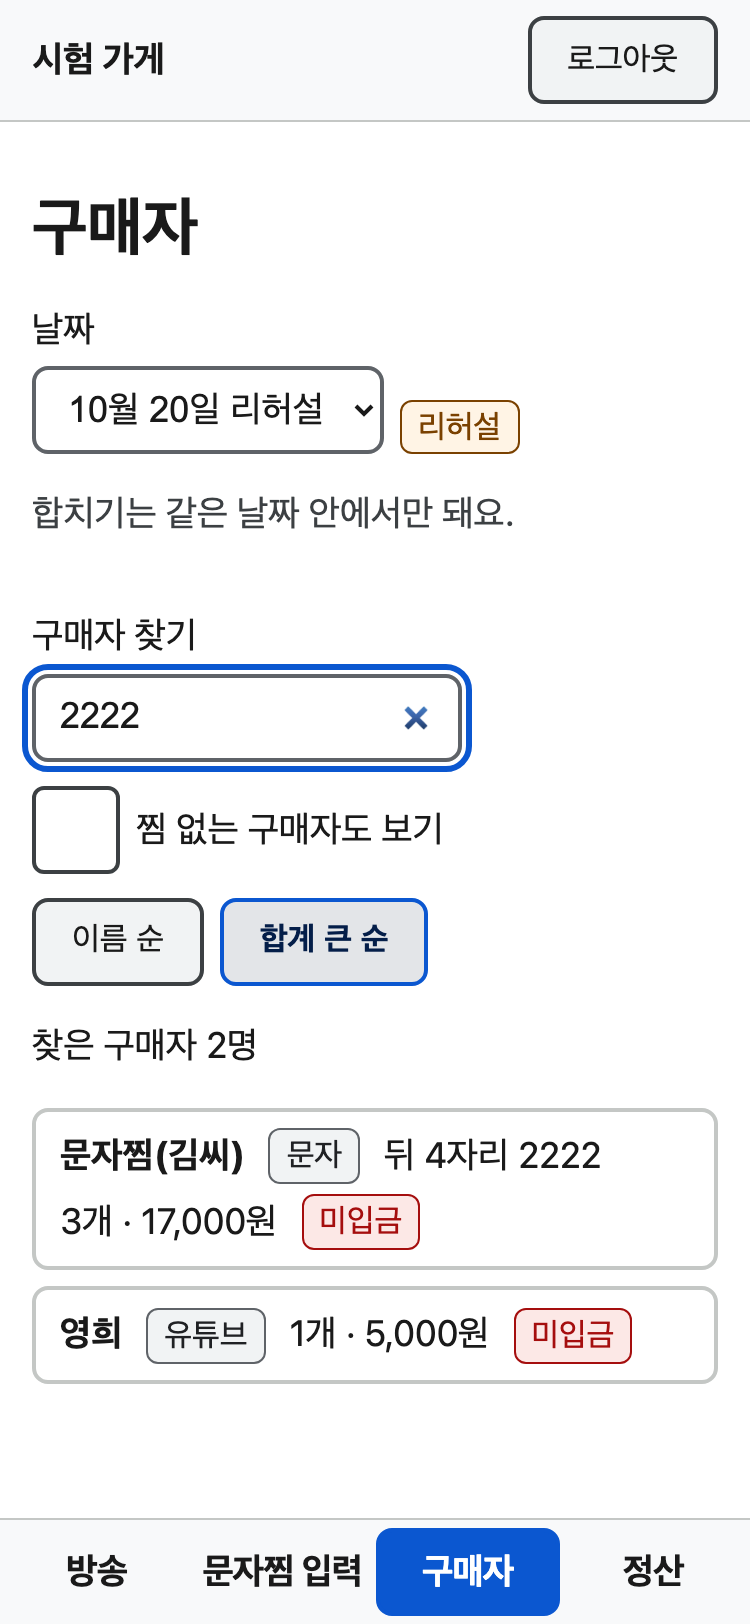 시험 가게
로그아웃
구매자
날짜
10월 20일 리허설
리허설
합치기는 같은 날짜 안에서만 돼요.
구매자 찾기
2222
찜 없는 구매자도 보기
이름 순
합계 큰 순
찾은 구매자 2명
문자찜(김씨) 문자 뒤 4자리 2222
3개 · 17,000원 미입금
영희 유튜브 1개 · 5,000원 미입금
방송 문자찜 입력 구매자 정산